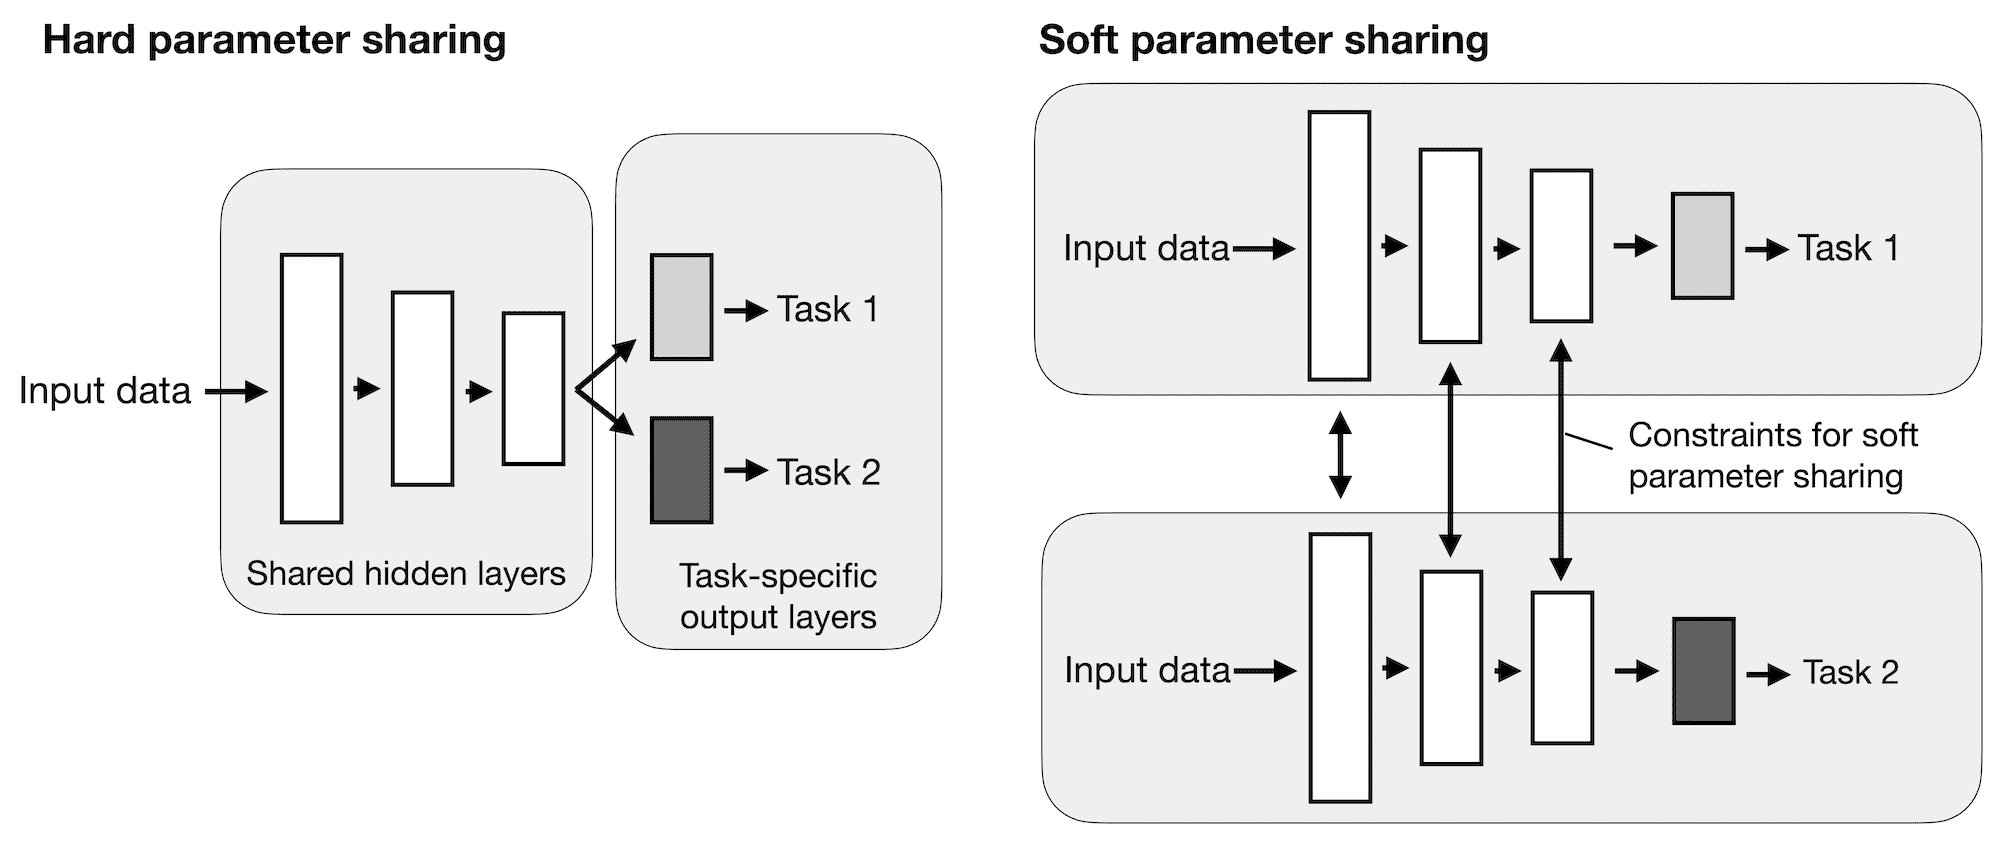 Hard parameter sharing
Input data
Shared hidden layers
Task 1
Task 2
Task-specific
output layers
Soft parameter sharing
Input data
Task 1
Constraints for soft
parameter sharing
Input data
Task 2